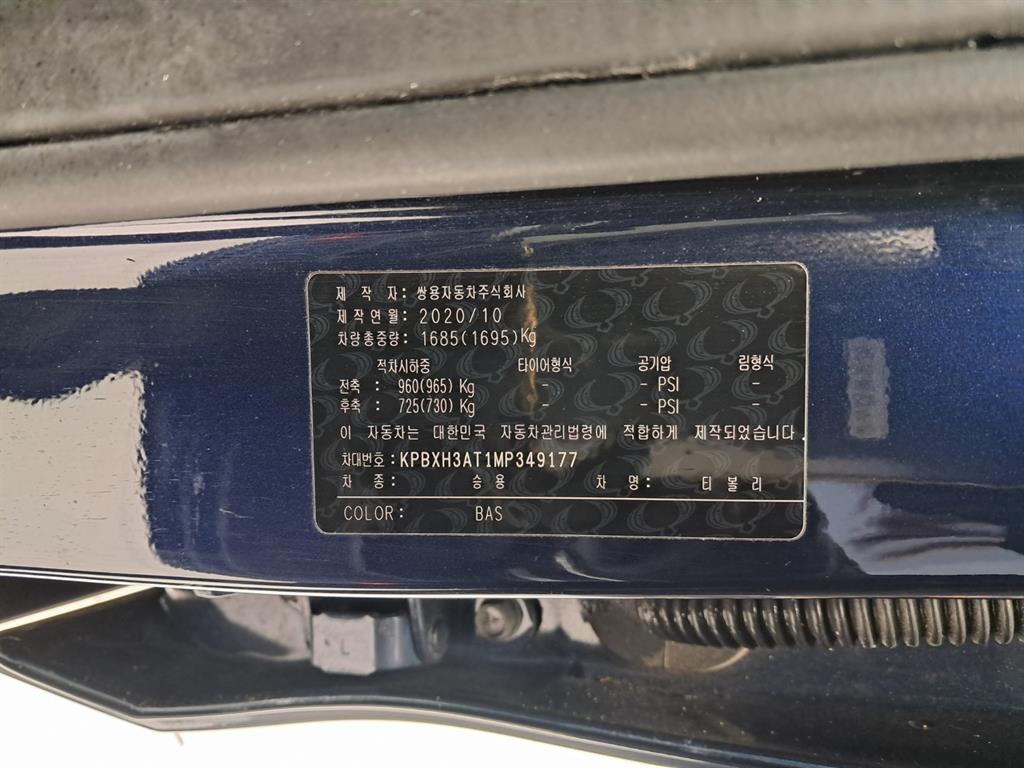 제 작 자: 쌍용자동차주식회사
제작연월: 2020/10
차량총중량: 1685(1695)Kg
적차시하중 타이어형식 공기압 림형식
전축 : 960(965) Kg – – PSI –
후축 : 725(730) Kg – – PSI –
이 자동차는 대한민국 자동차관리법령에 적합하게 제작되었습니다.
차대번호: KPBXH3AT1MP349177
차 종: 승용 차 명: 티볼리
COLOR: BAS
L